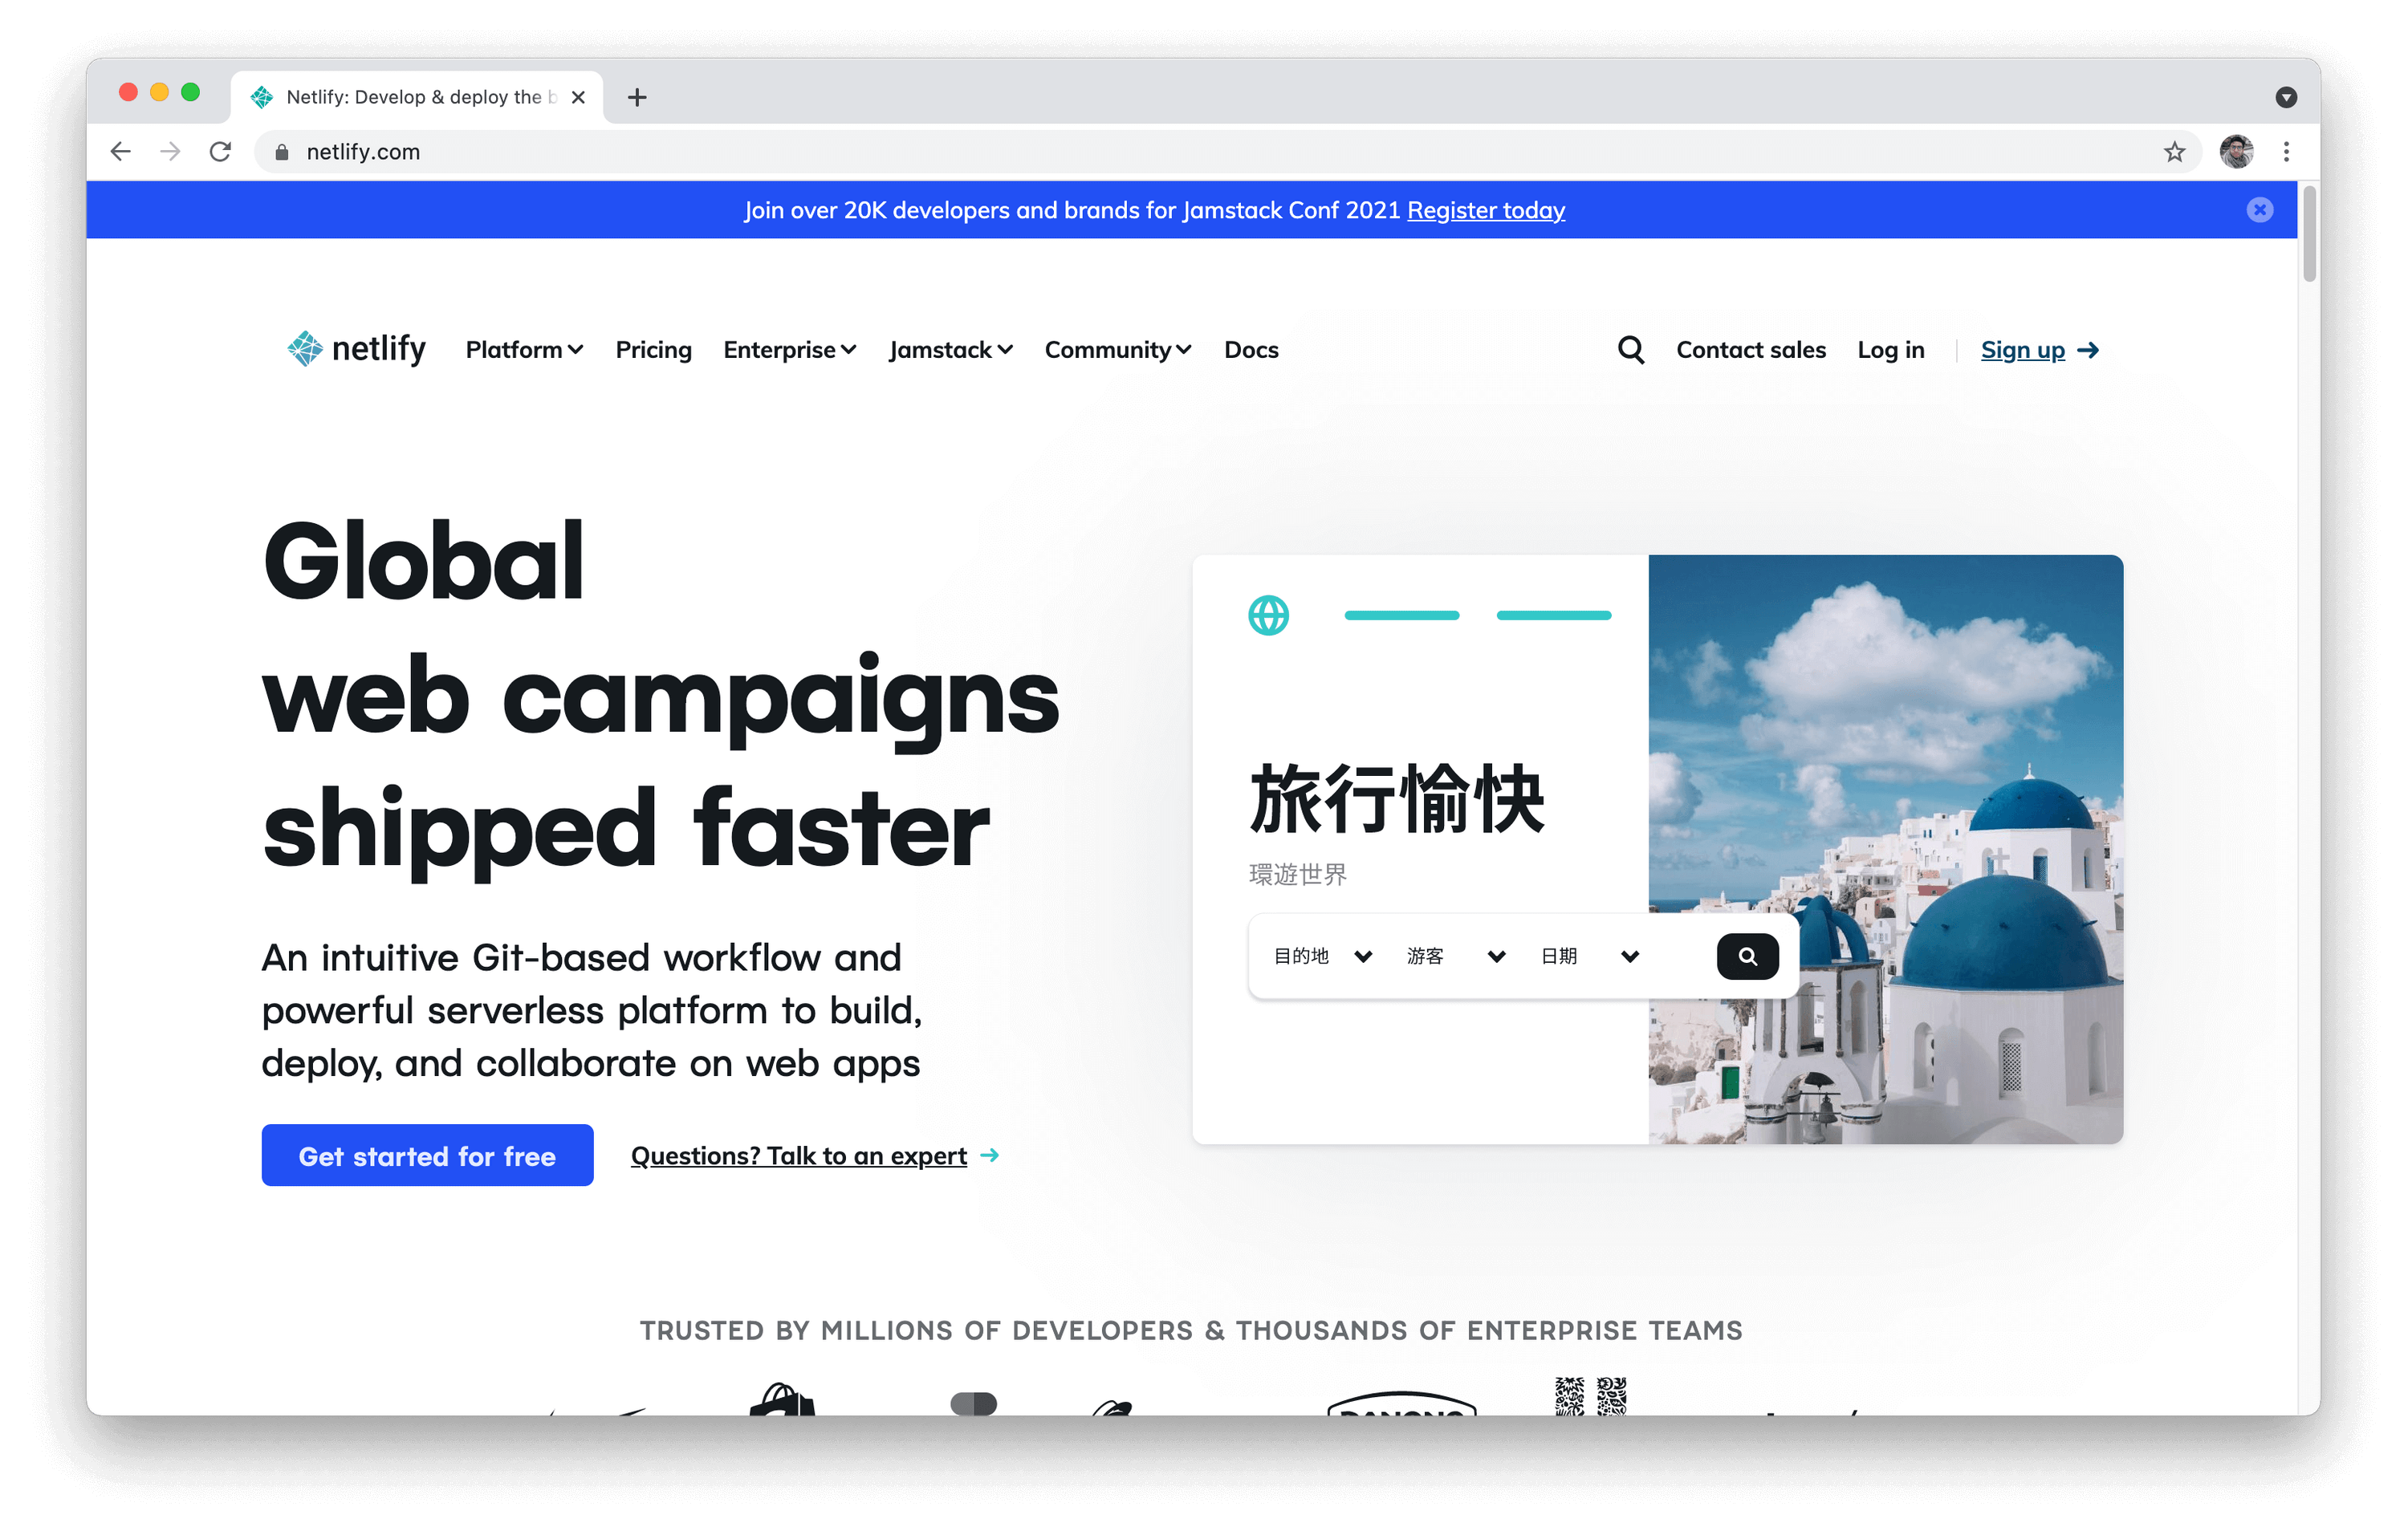 Netlify: Develop & deploy the b
netlify.com
Join over 20K developers and brands for Jamstack Conf 2021 Register today
netlify Platform Pricing Enterprise Jamstack Community Docs Contact sales Log in Sign up
Global
web campaigns
shipped faster
An intuitive Git-based workflow and
powerful serverless platform to build,
deploy, and collaborate on web apps
Get started for free Questions? Talk to an expert
旅行愉快
環遊世界
目的地 游客 日期
TRUSTED BY MILLIONS OF DEVELOPERS & THOUSANDS OF ENTERPRISE TEAMS
DANONE